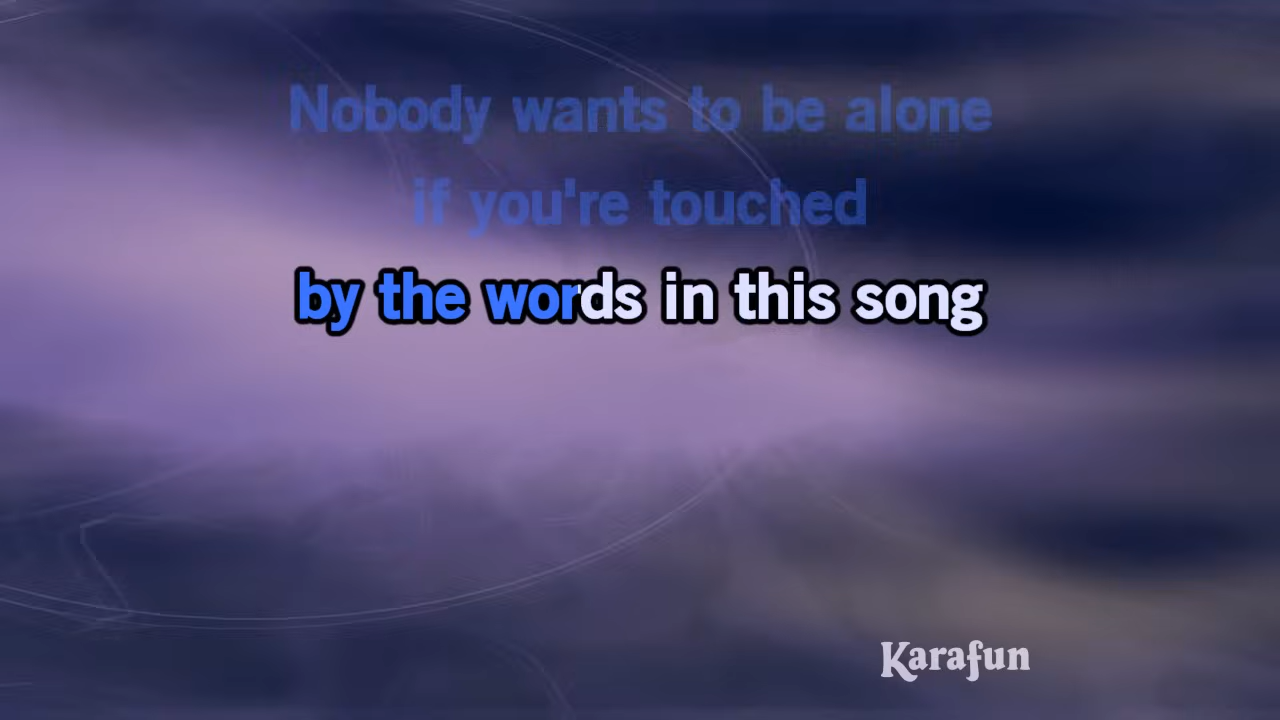 Nobody wants to be alone
if you're touched
by the words in this song
Karafun